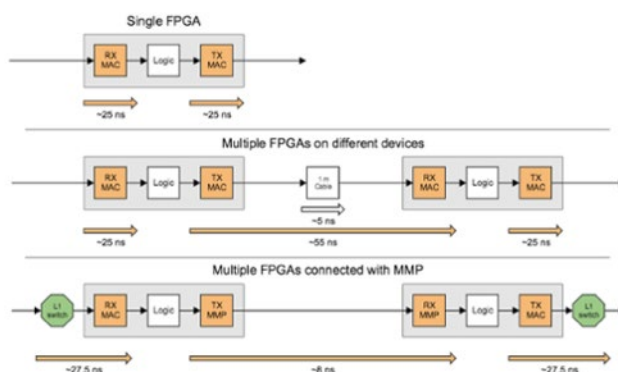 Single FPGA
RX MAC
Logic
TX MAC
~25 ns
~25 ns
Multiple FPGAs on different devices
RX MAC
Logic
TX MAC
1 m Cable
RX MAC
Logic
TX MAC
~5 ns
~25 ns
~55 ns
~25 ns
Multiple FPGAs connected with MMP
L1 switch
RX MAC
Logic
TX MMP
RX MMP
Logic
TX MAC
L1 switch
~27.5 ns
~6 ns
~27.5 ns